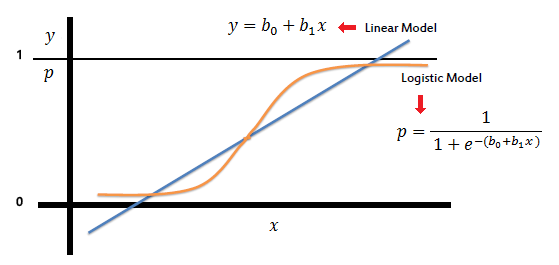 y
y = b₀ + b₁x
Linear Model
1
p
Logistic Model
p = 1 / (1 + e^−(b₀+b₁x))
0
x